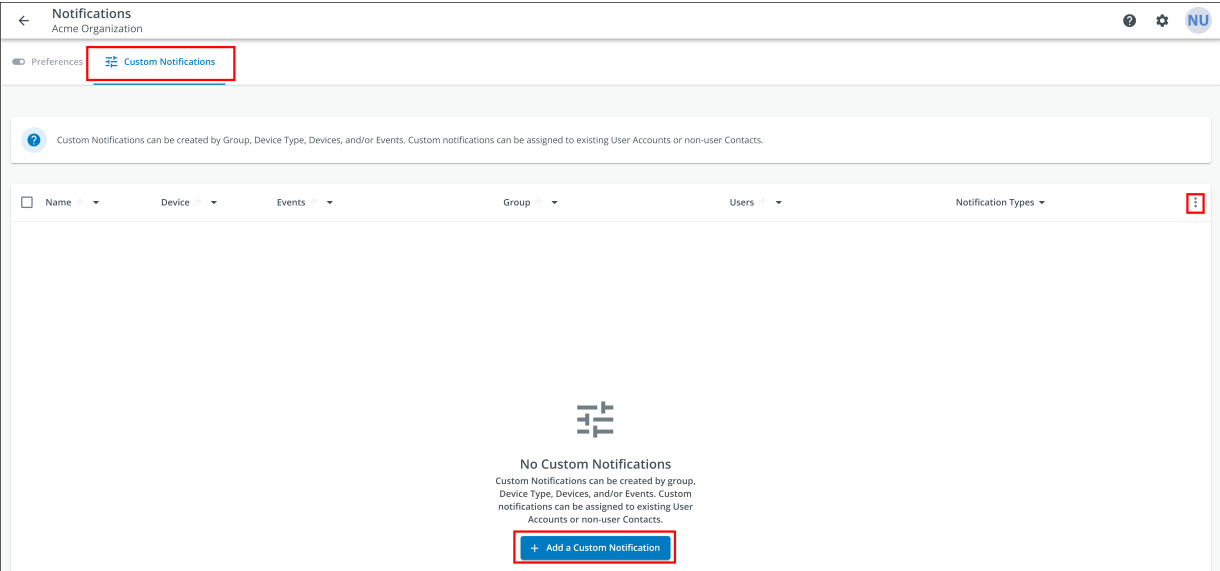 Notifications
Acme Organization
NU
Preferences
Custom Notifications
Custom Notifications can be created by Group, Device Type, Devices, and/or Events. Custom notifications can be assigned to existing User Accounts or non-user Contacts.
Name Device Events Group Users Notification Types
No Custom Notifications
Custom Notifications can be created by group,
Device Type, Devices, and/or Events. Custom
notifications can be assigned to existing User
Accounts or non-user Contacts.
+ Add a Custom Notification